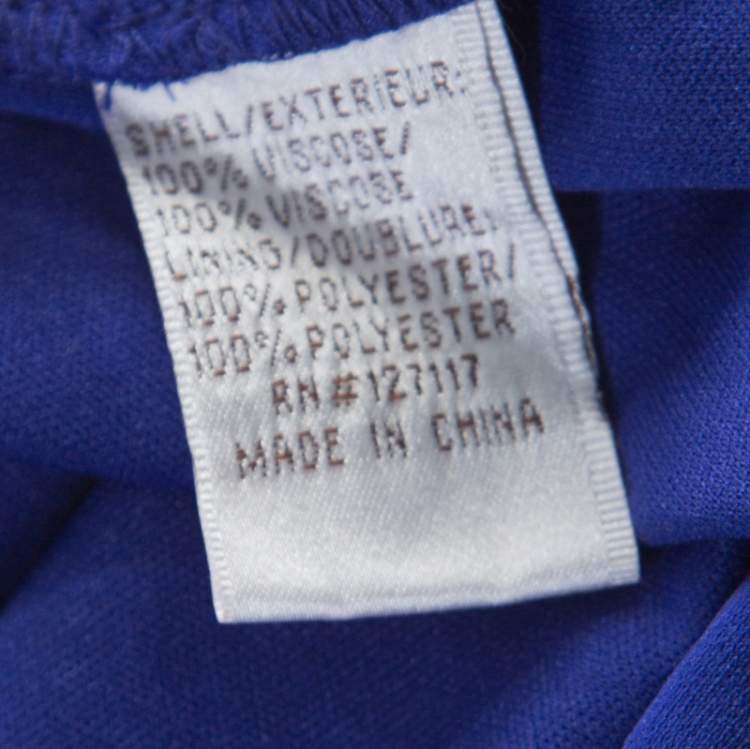 SHELL/EXTERIEUR:
100% VISCOSE/
100% VISCOSE
LINING/DOUBLURE:
100% POLYESTER/
100% POLYESTER
RN #127117
MADE IN CHINA